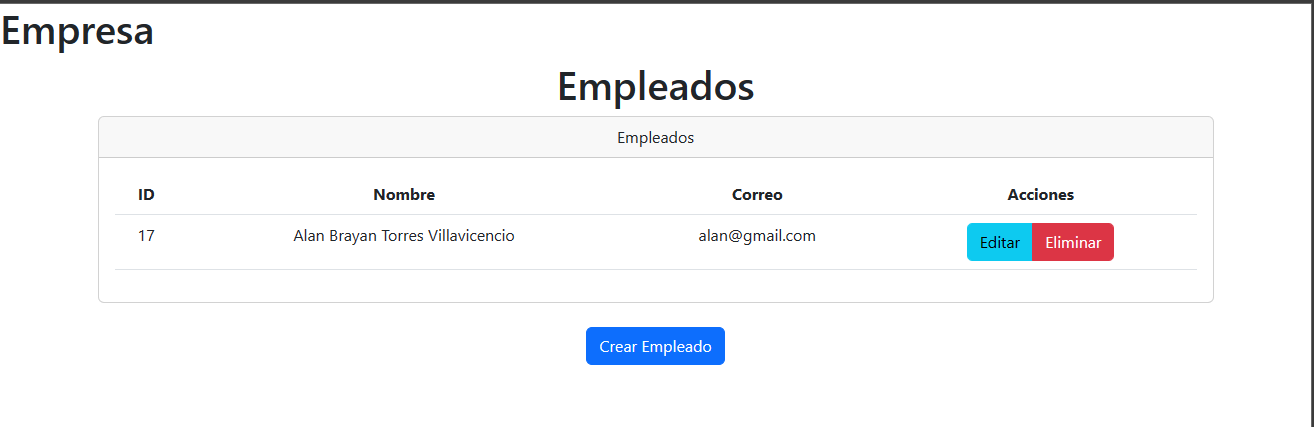 Empresa
Empleados
Empleados
ID Nombre Correo Acciones
17 Alan Brayan Torres Villavicencio alan@gmail.com Editar Eliminar
Crear Empleado